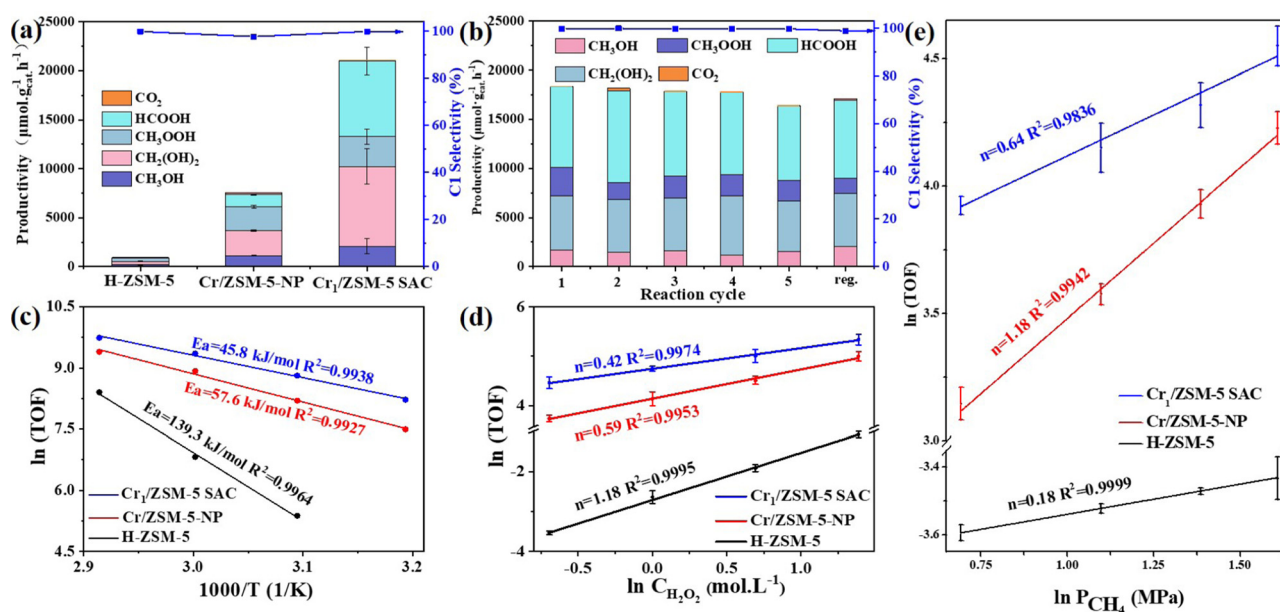 (a)
25000
20000
15000
10000
5000
0
Productivity (μmol.g⁻¹cat.h⁻¹)
CO₂
HCOOH
CH₃OOH
CH₂(OH)₂
CH₃OH
H-ZSM-5
Cr/ZSM-5-NP
Cr₁/ZSM-5 SAC
100
80
60
40
20
0
C1 Selectivity (%)
(b)
25000
20000
15000
10000
5000
0
Productivity (μmol.g⁻¹cat.h⁻¹)
CH₃OH
CH₃OOH
HCOOH
CH₂(OH)₂
CO₂
1
2
3
4
5
reg.
Reaction cycle
100
80
60
40
20
0
C1 Selectivity (%)
(c)
10.5
9.0
7.5
6.0
4.5
ln (TOF)
Ea=45.8 kJ/mol R²=0.9938
Ea=57.6 kJ/mol R²=0.9927
Ea=139.3 kJ/mol R²=0.9964
Cr₁/ZSM-5 SAC
Cr/ZSM-5-NP
H-ZSM-5
2.9
3.0
3.1
3.2
1000/T (1/K)
(d)
6
4
-2
-4
ln (TOF)
n=0.42 R²=0.9974
n=0.59 R²=0.9953
n=1.18 R²=0.9995
Cr₁/ZSM-5 SAC
Cr/ZSM-5-NP
H-ZSM-5
-0.5
0.0
0.5
1.0
ln C H₂O₂ (mol.L⁻¹)
(e)
4.5
4.0
3.5
3.0
-3.4
-3.6
ln (TOF)
n=0.64 R²=0.9836
n=1.18 R²=0.9942
Cr₁/ZSM-5 SAC
Cr/ZSM-5-NP
H-ZSM-5
n=0.18 R²=0.9999
0.75
1.00
1.25
1.50
ln P CH₄ (MPa)